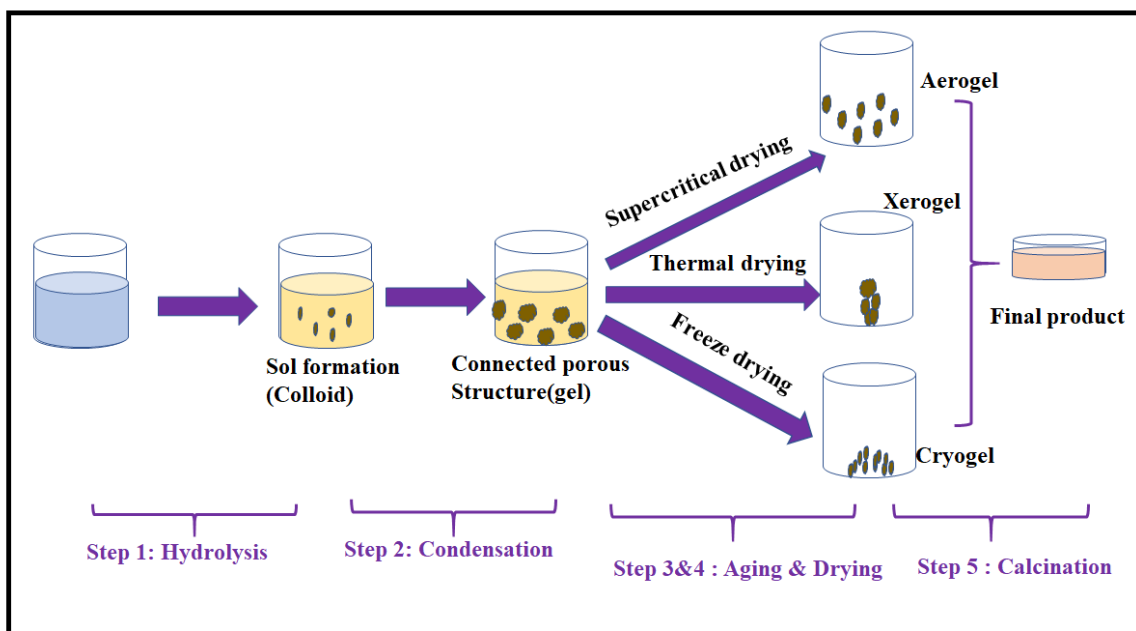 Aerogel
Supercritical drying
Xerogel
Thermal drying
Final product
Freeze drying
Sol formation
(Colloid)
Connected porous
Structure(gel)
Cryogel
Step 1: Hydrolysis
Step 2: Condensation
Step 3&4 : Aging & Drying
Step 5 : Calcination